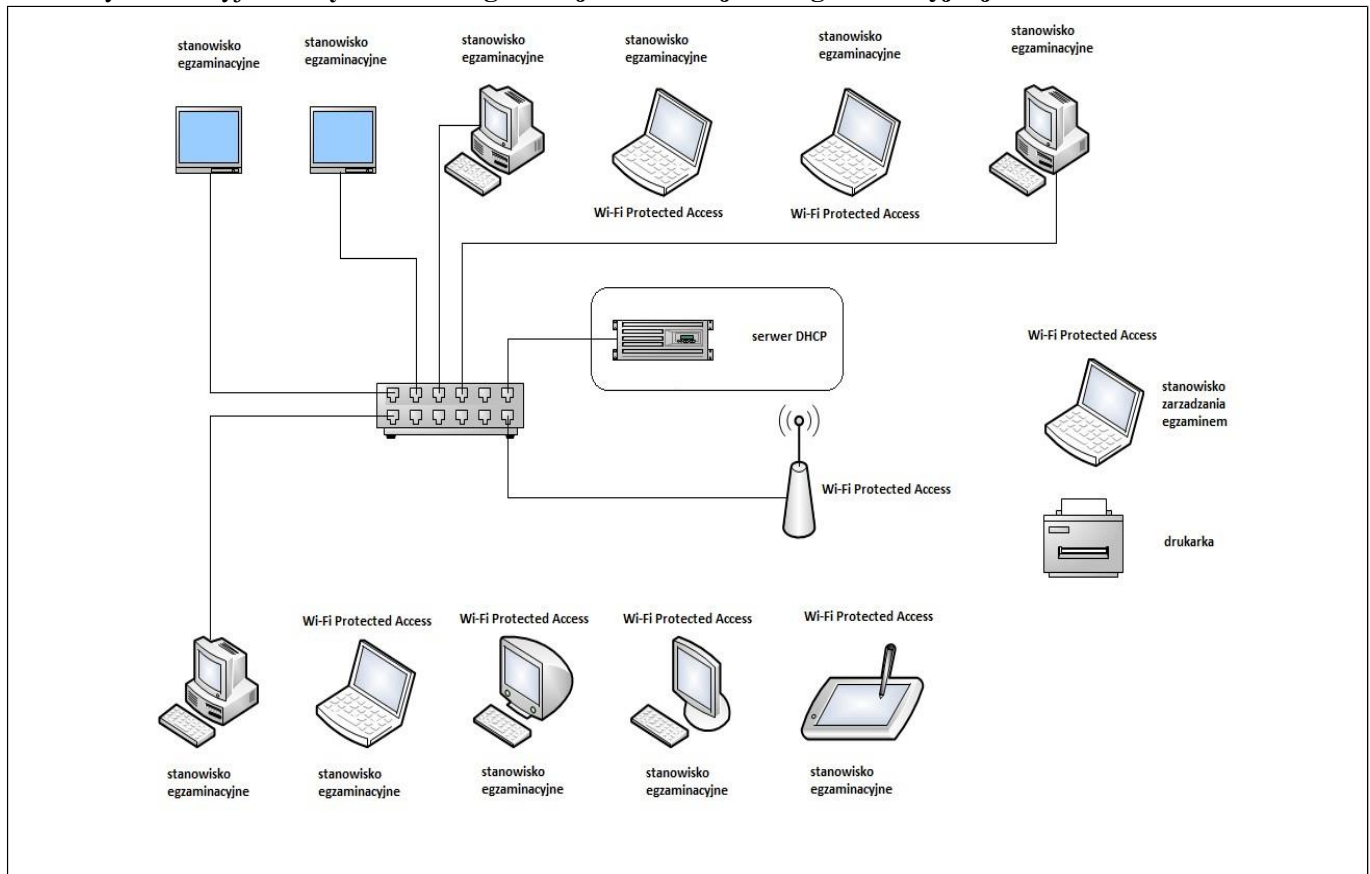 stanowisko
egzaminacyjne
stanowisko
egzaminacyjne
stanowisko
egzaminacyjne
stanowisko
egzaminacyjne
stanowisko
egzaminacyjne
stanowisko
egzaminacyjne
Wi-Fi Protected Access
Wi-Fi Protected Access
serwer DHCP
Wi-Fi Protected Access
stanowisko
zarzadzania
egzaminem
Wi-Fi Protected Access
drukarka
Wi-Fi Protected Access
Wi-Fi Protected Access
Wi-Fi Protected Access
Wi-Fi Protected Access
stanowisko
egzaminacyjne
stanowisko
egzaminacyjne
stanowisko
egzaminacyjne
stanowisko
egzaminacyjne
stanowisko
egzaminacyjne